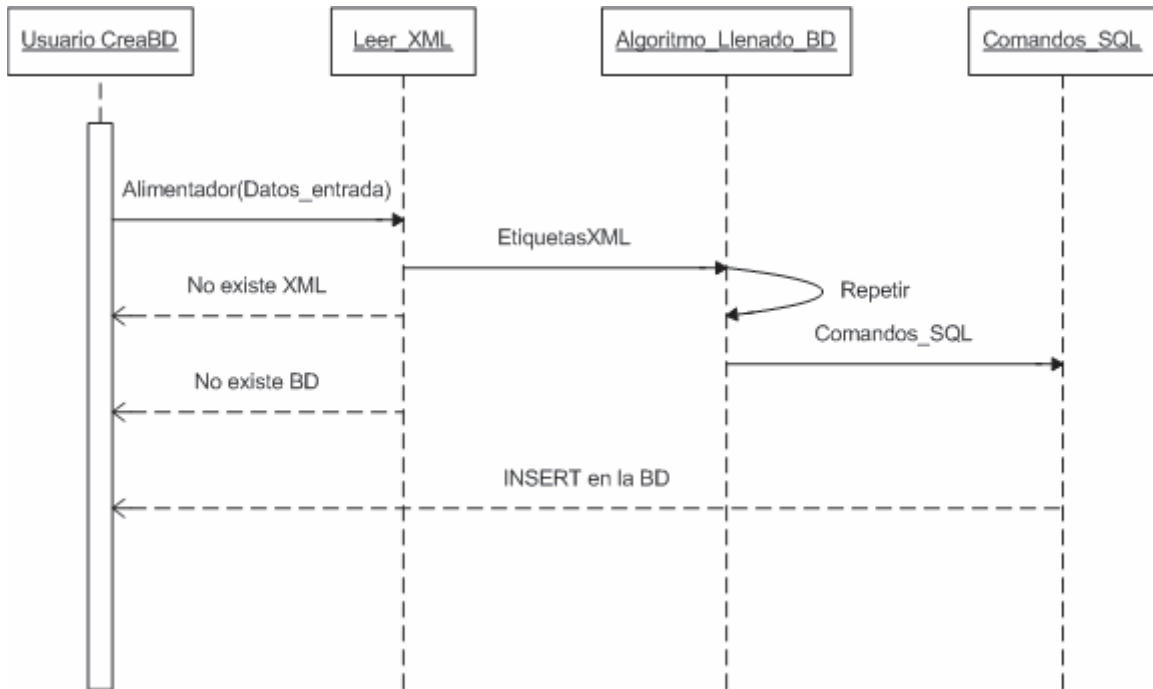 Usuario CreaBD
Leer_XML
Algoritmo_Llenado_BD
Comandos_SQL
Alimentador(Datos_entrada)
EtiquetasXML
No existe XML
Repetir
Comandos_SQL
No existe BD
INSERT en la BD